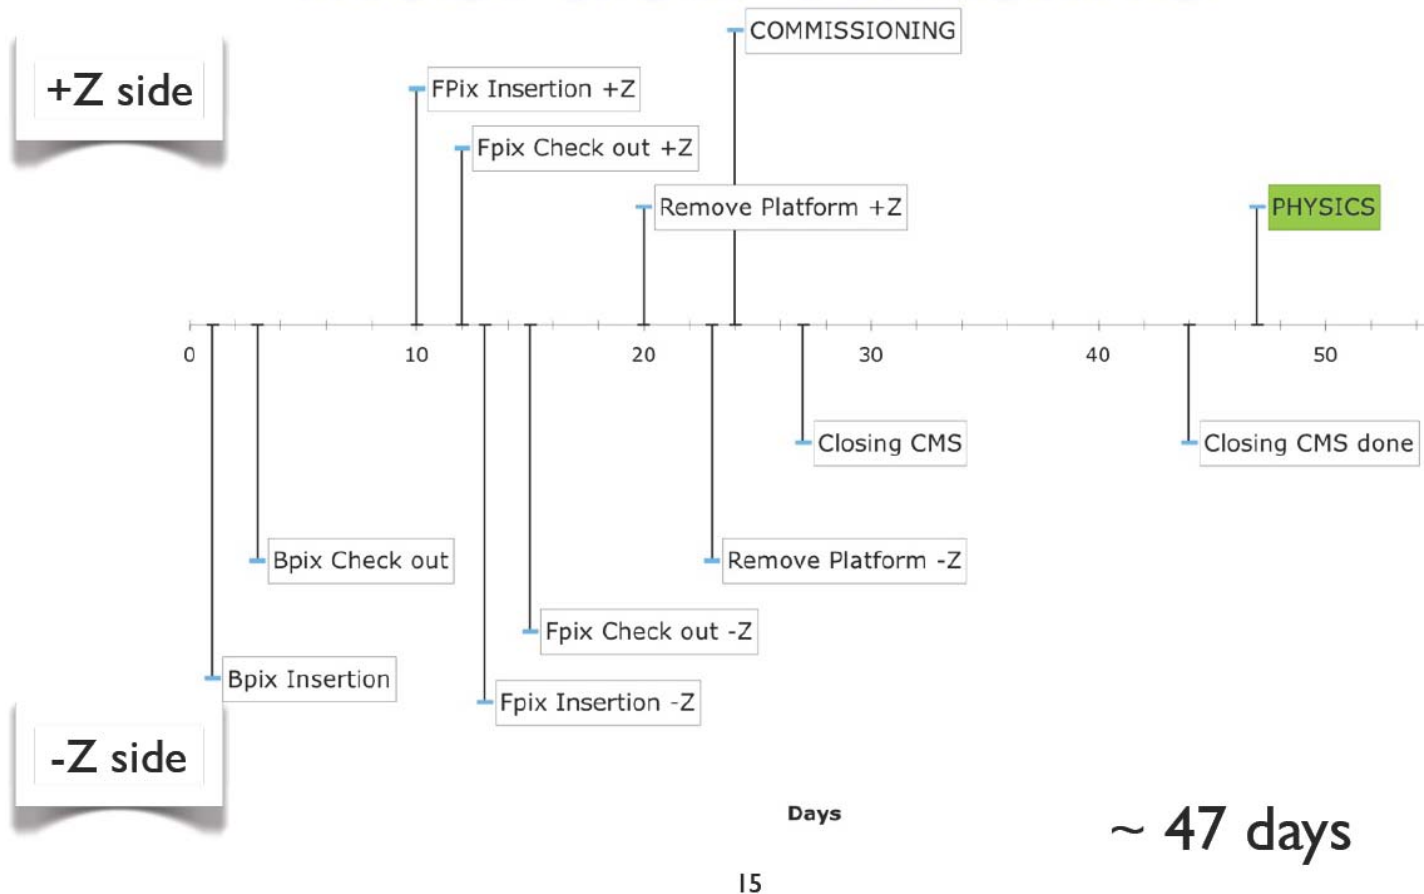 COMMISSIONING
+Z side
FPix Insertion +Z
Fpix Check out +Z
Remove Platform +Z
PHYSICS
0 10 20 30 40 50
Closing CMS
Closing CMS done
Bpix Check out
Remove Platform -Z
Fpix Check out -Z
Bpix Insertion
Fpix Insertion -Z
-Z side
Days
~ 47 days
15